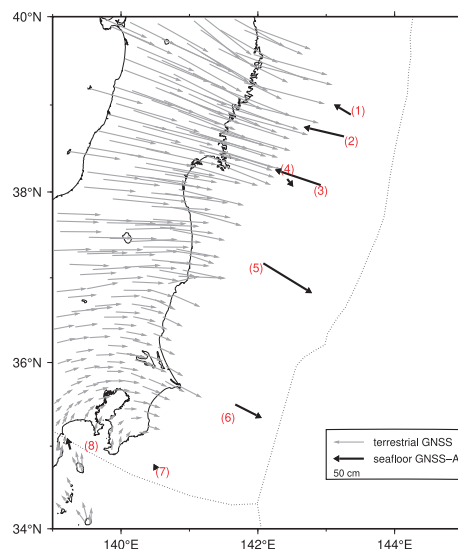 40°N
(1)
(2)
(4)
38°N
(3)
(5)
36°N
(6)
terrestrial GNSS
(8)
seafloor GNSS–A
(7)
50 cm
34°N
140°E
142°E
144°E